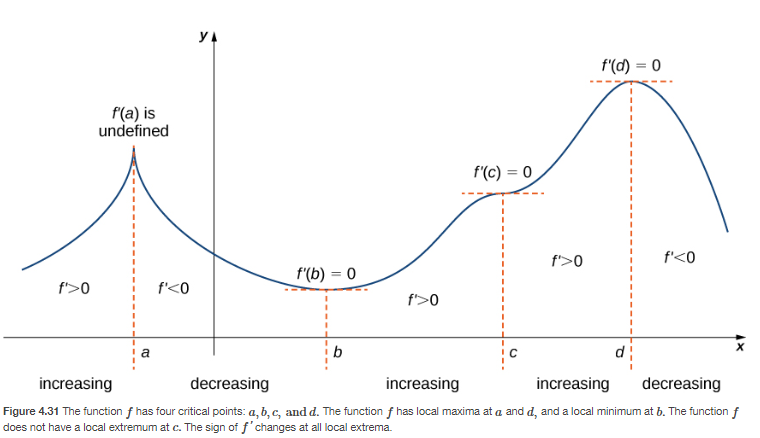 y
f'(d) = 0
f'(a) is
undefined
f'(c) = 0
f'(b) = 0
f'>0
f'<0
f'>0
f'>0
f'<0
a
b
c
d
x
increasing
decreasing
increasing
increasing
decreasing
Figure 4.31 The function f has four critical points: a, b, c, and d. The function f has local maxima at a and d, and a local minimum at b. The function f
does not have a local extremum at c. The sign of f' changes at all local extrema.